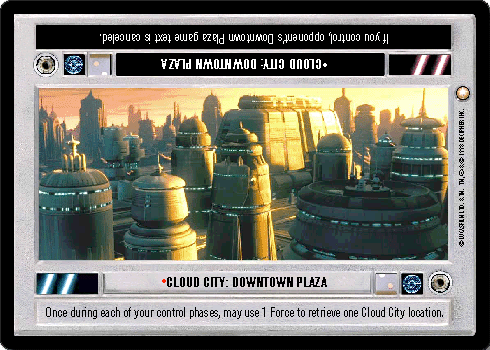 If you control, opponent's Downtown Plaza game text is canceled.
•CLOUD CITY: DOWNTOWN PLAZA
•CLOUD CITY: DOWNTOWN PLAZA
Once during each of your control phases, may use 1 Force to retrieve one Cloud City location.